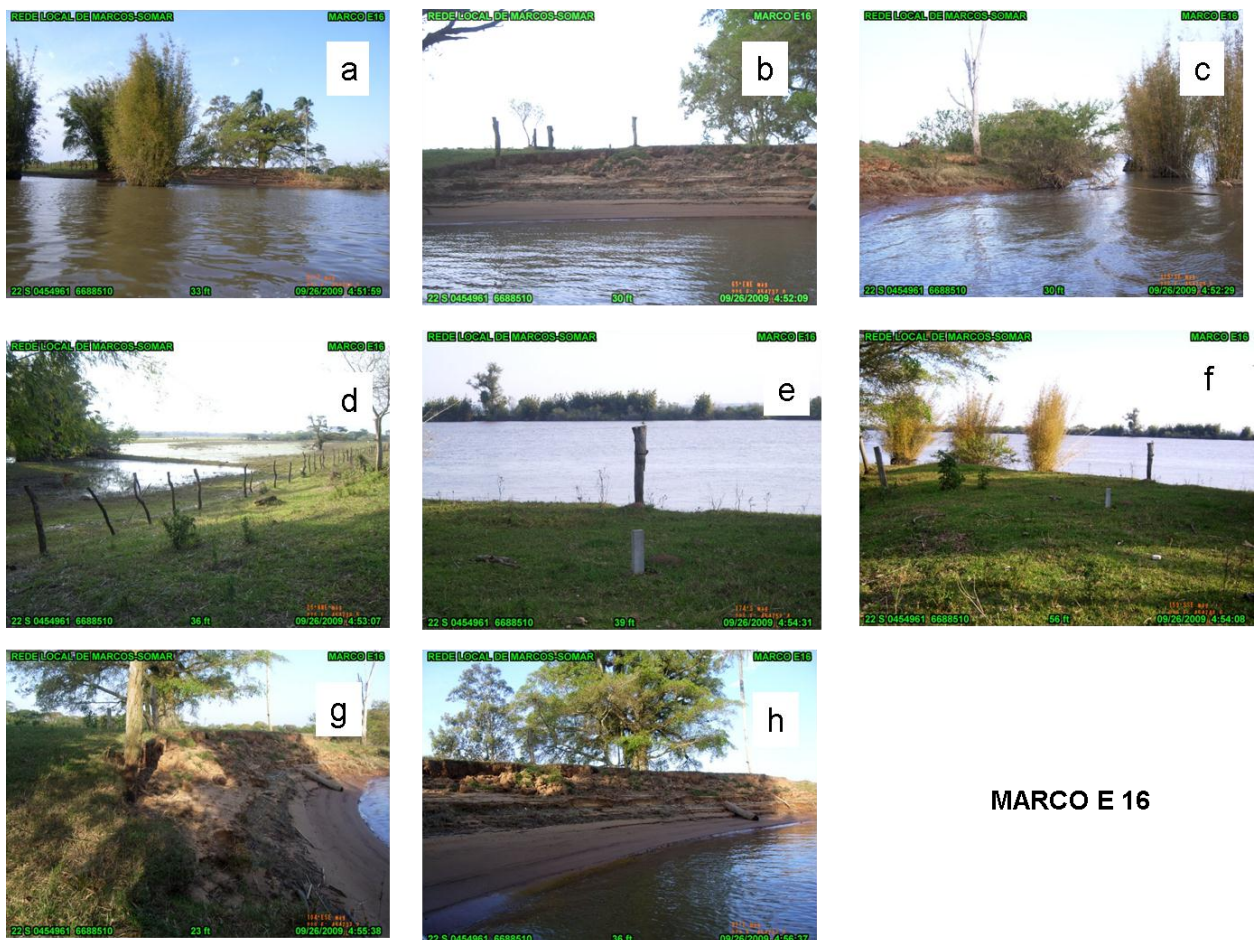 REDE LOCAL DE MARCOS-SOMAR MARCO E16
a
22 S 0454961 6688510 33 ft 09/26/2009 4:51:59
REDE LOCAL DE MARCOS-SOMAR MARCO E16
b
22 S 0454961 6688510 30 ft 09/26/2009 4:52:09
REDE LOCAL DE MARCOS-SOMAR MARCO E16
c
22 S 0454961 6688510 30 ft 09/26/2009 4:52:29
REDE LOCAL DE MARCOS-SOMAR MARCO E16
d
22 S 0454961 6688510 36 ft 09/26/2009 4:53:07
REDE LOCAL DE MARCOS-SOMAR MARCO E16
e
22 S 0454961 6688510 39 ft 09/26/2009 4:54:31
REDE LOCAL DE MARCOS-SOMAR MARCO E16
f
22 S 0454961 6688510 56 ft 09/26/2009 4:54:08
REDE LOCAL DE MARCOS-SOMAR MARCO E16
g
22 S 0454961 6688510 23 ft 09/26/2009 4:55:38
REDE LOCAL DE MARCOS-SOMAR MARCO E16
h
22 S 0454961 6688510 36 ft 09/26/2009 4:56:37
MARCO E 16